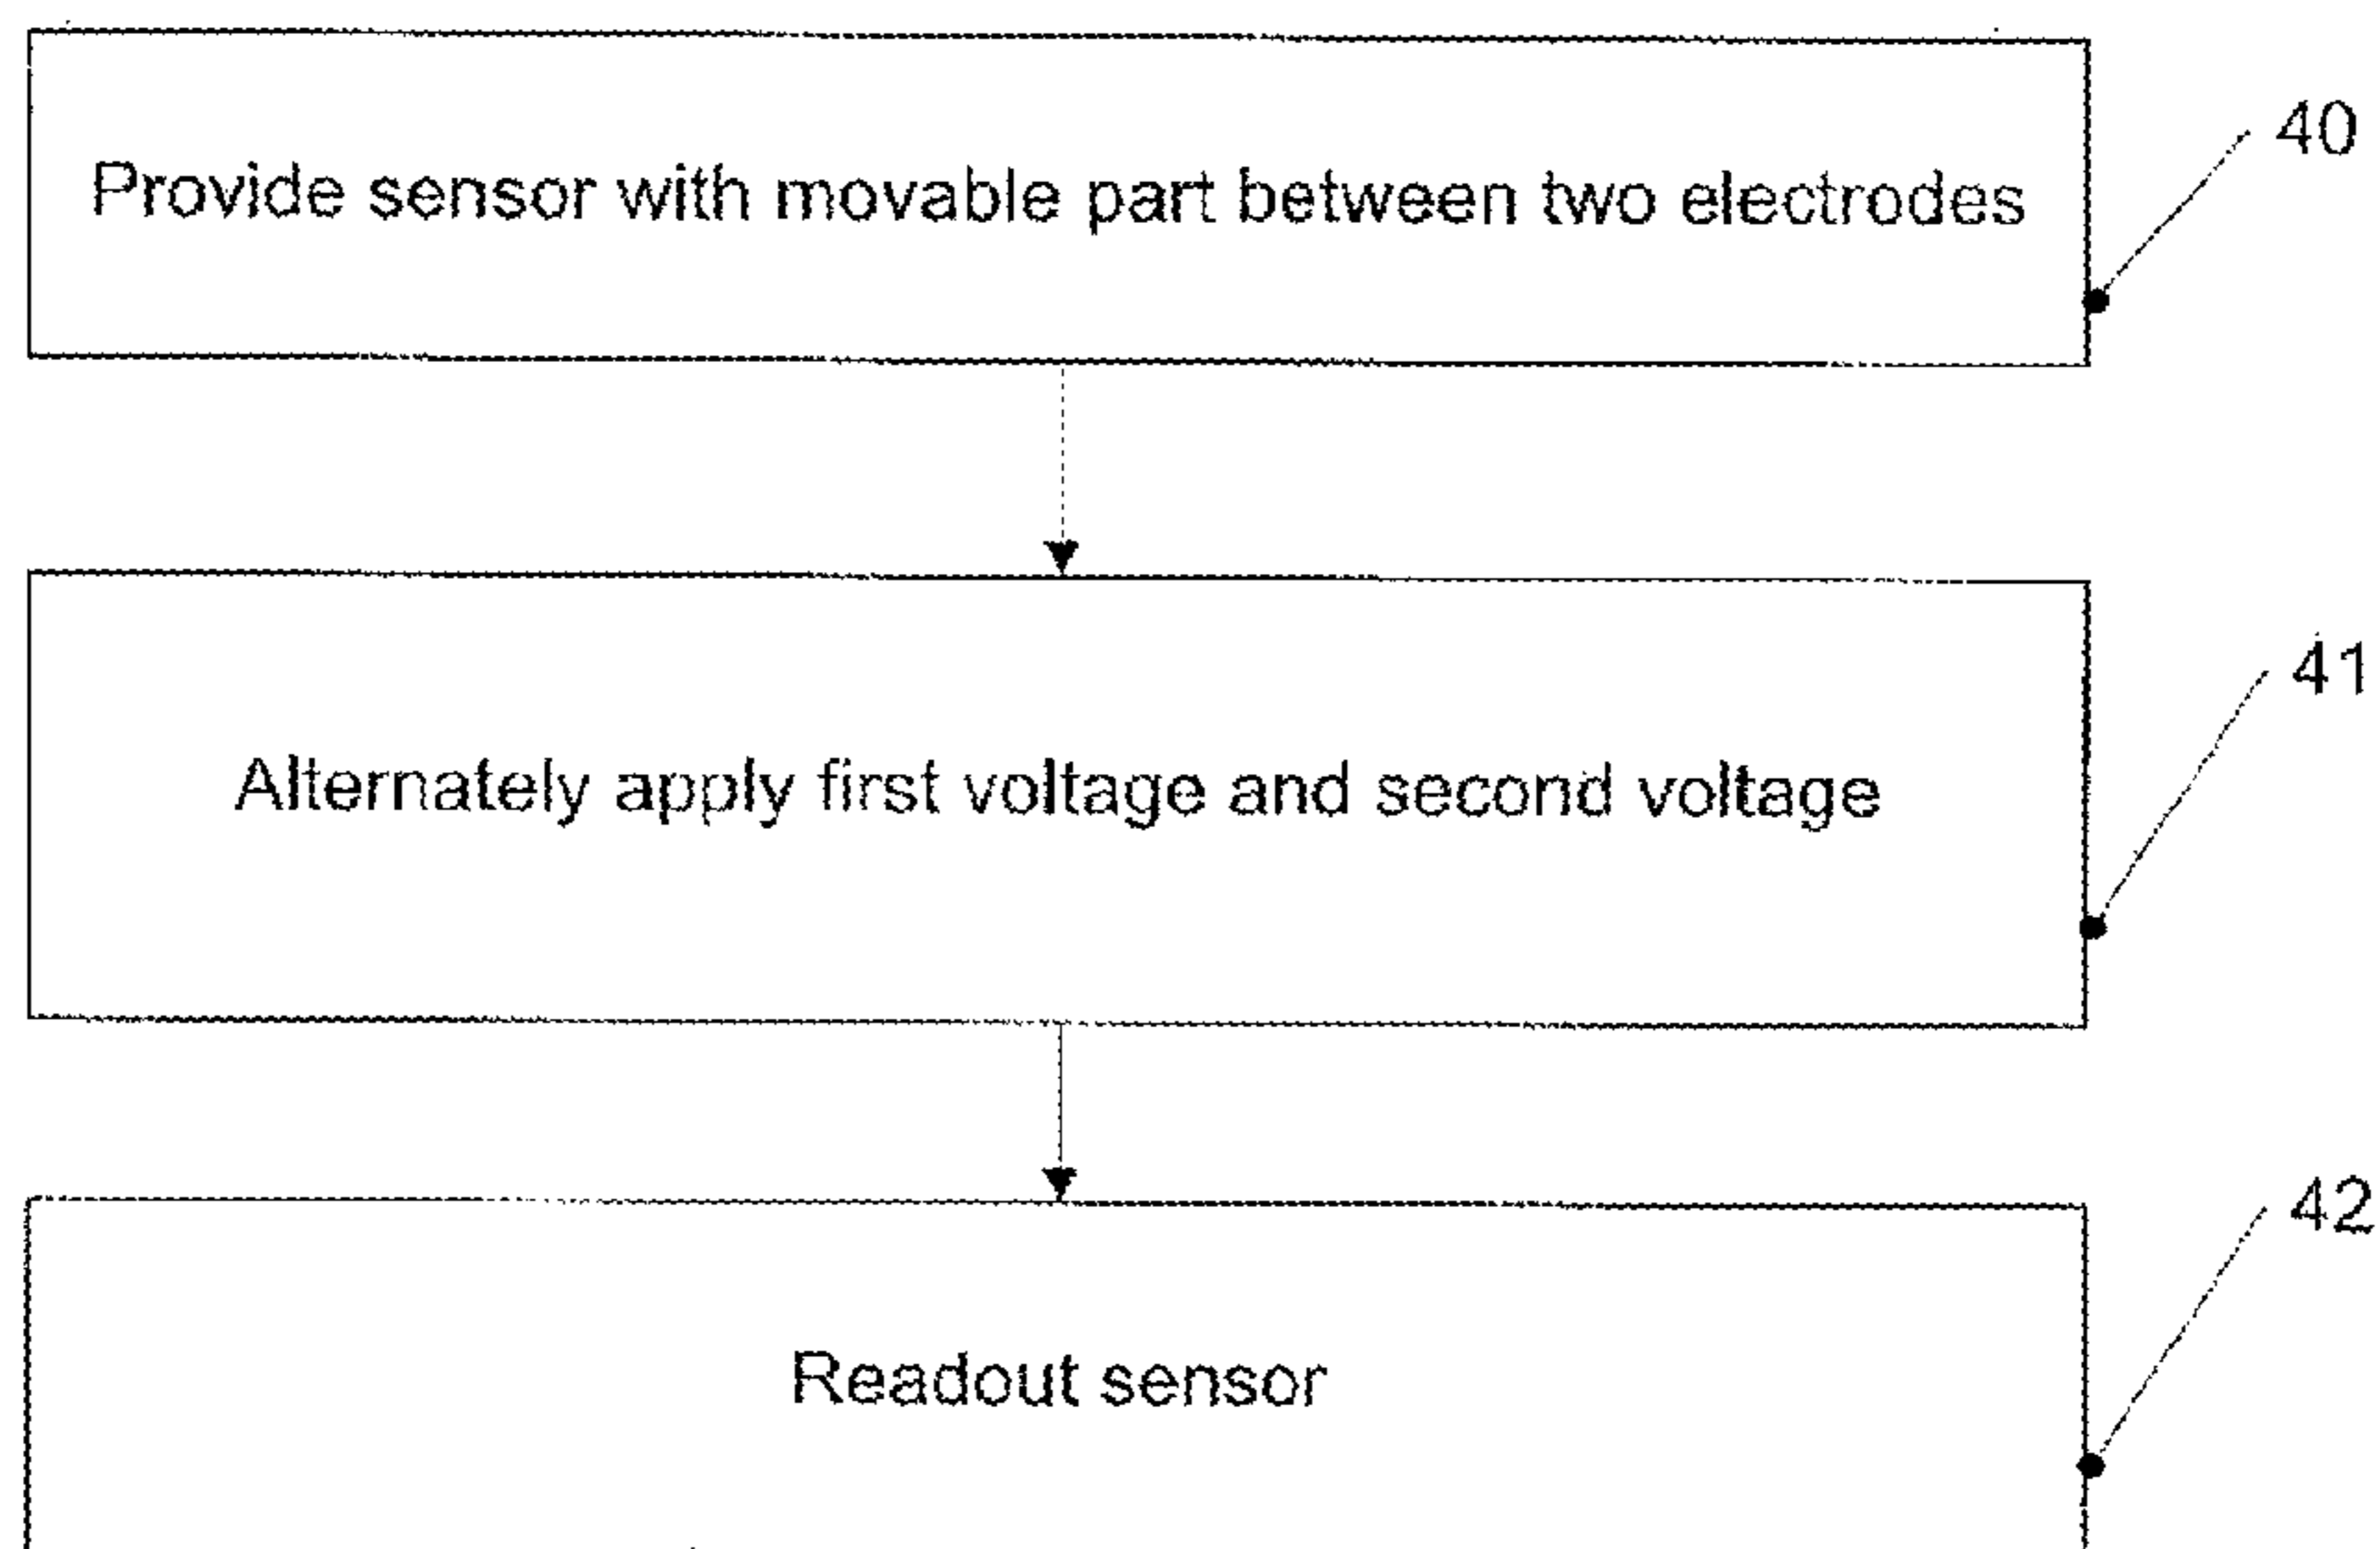 Provide sensor with movable part between two electrodes
40
Alternately apply first voltage and second voltage
41
Readout sensor
42